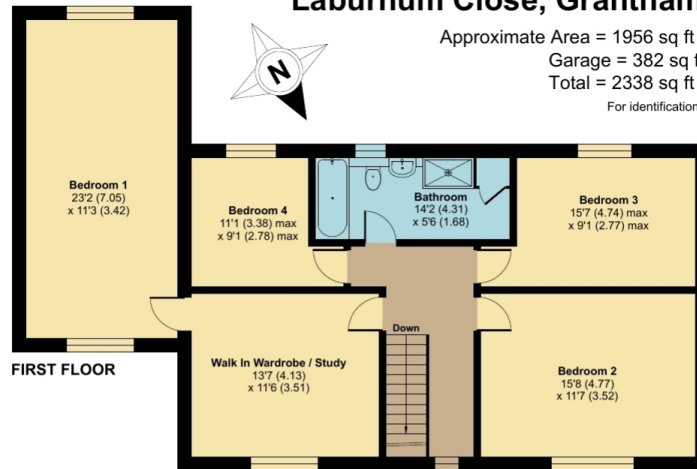 Laburnum Close, Grantham
Approximate Area = 1956 sq ft
Garage = 382 sq f
Total = 2338 sq ft
For identification
N
Bedroom 1
23'2 (7.05)
x 11'3 (3.42)
Bedroom 4
11'1 (3.38) max
x 9'1 (2.78) max
Bathroom
14'2 (4.31)
x 5'6 (1.68)
Bedroom 3
15'7 (4.74) max
x 9'1 (2.77) max
Down
Walk In Wardrobe / Study
13'7 (4.13)
x 11'6 (3.51)
Bedroom 2
15'8 (4.77)
x 11'7 (3.52)
FIRST FLOOR